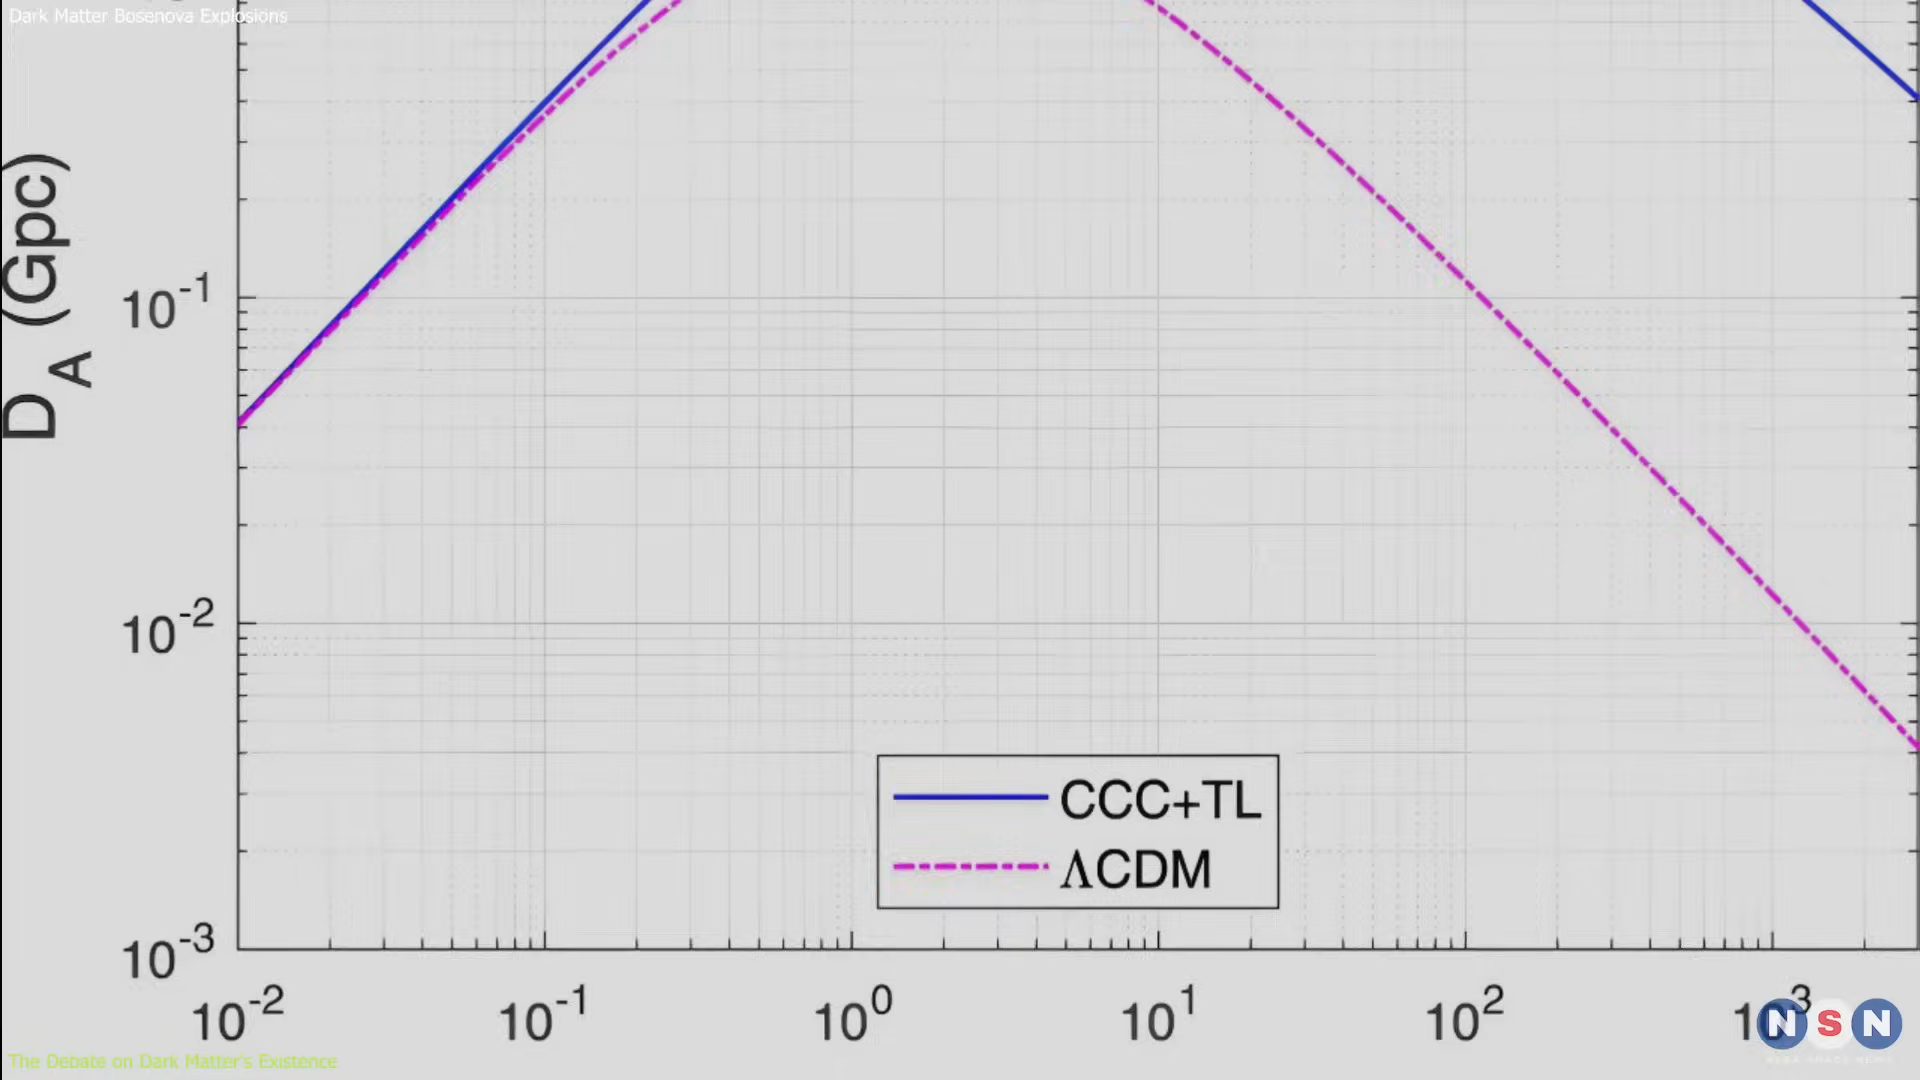 Dark Matter Bosenova Explosions
D_A (Gpc)
10^-1
10^-2
10^-3
CCC+TL
ΛCDM
10^-2 10^-1 10^0 10^1 10^2 10^3
NSN
The Debate on Dark Matter's Existence